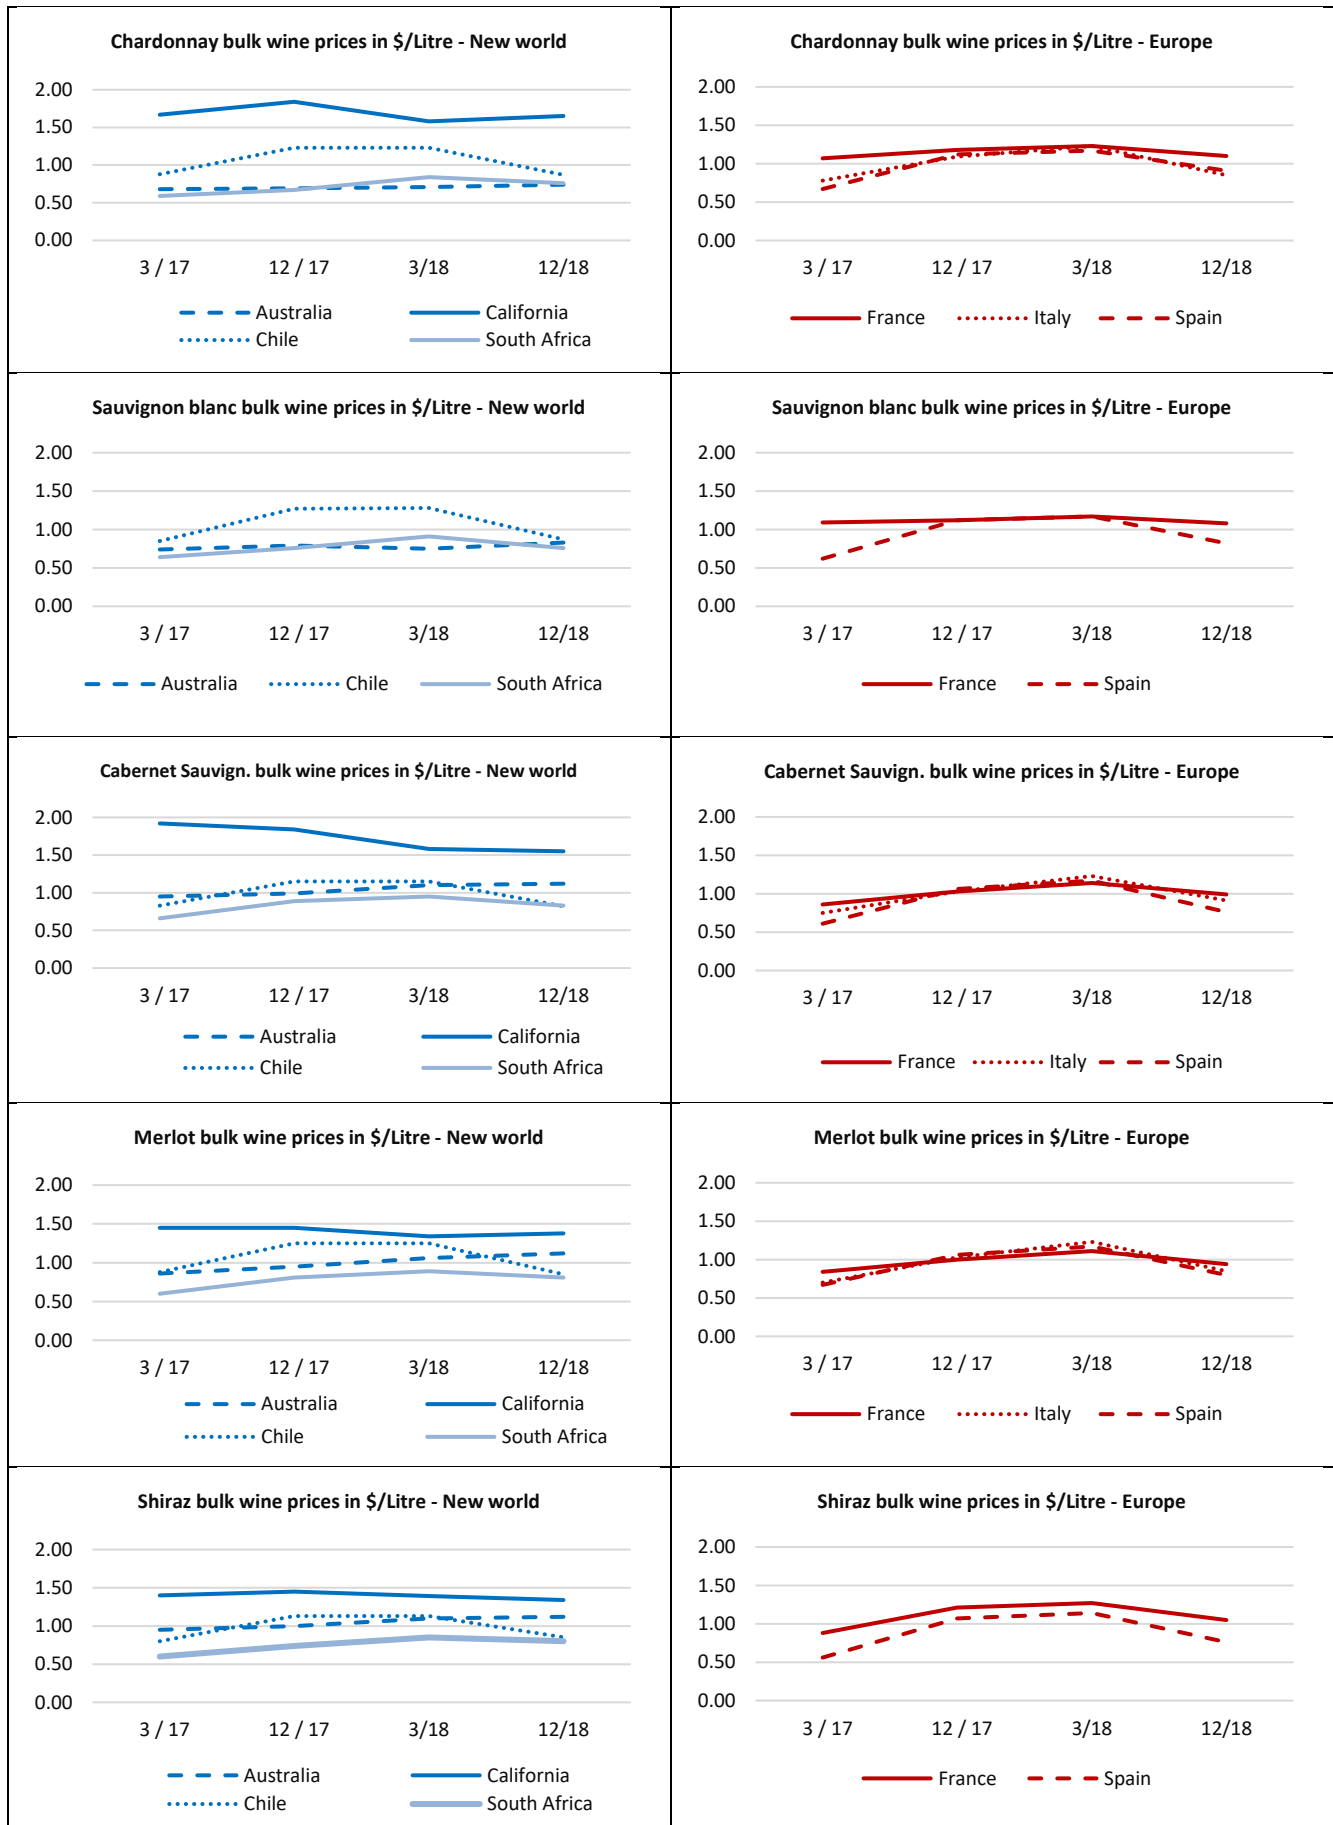 Chardonnay bulk wine prices in $/Litre - New world
2.00
1.50
1.00
0.50
0.00
3 / 17 12 / 17 3/18 12/18
Australia California
Chile South Africa
Chardonnay bulk wine prices in $/Litre - Europe
2.00
1.50
1.00
0.50
0.00
3 / 17 12 / 17 3/18 12/18
France Italy Spain
Sauvignon blanc bulk wine prices in $/Litre - New world
2.00
1.50
1.00
0.50
0.00
3 / 17 12 / 17 3/18 12/18
Australia Chile South Africa
Sauvignon blanc bulk wine prices in $/Litre - Europe
2.00
1.50
1.00
0.50
0.00
3 / 17 12 / 17 3/18 12/18
France Spain
Cabernet Sauvign. bulk wine prices in $/Litre - New world
2.00
1.50
1.00
0.50
0.00
3 / 17 12 / 17 3/18 12/18
Australia California
Chile South Africa
Cabernet Sauvign. bulk wine prices in $/Litre - Europe
2.00
1.50
1.00
0.50
0.00
3 / 17 12 / 17 3/18 12/18
France Italy Spain
Merlot bulk wine prices in $/Litre - New world
2.00
1.50
1.00
0.50
0.00
3 / 17 12 / 17 3/18 12/18
Australia California
Chile South Africa
Merlot bulk wine prices in $/Litre - Europe
2.00
1.50
1.00
0.50
0.00
3 / 17 12 / 17 3/18 12/18
France Italy Spain
Shiraz bulk wine prices in $/Litre - New world
2.00
1.50
1.00
0.50
0.00
3 / 17 12 / 17 3/18 12/18
Australia California
Chile South Africa
Shiraz bulk wine prices in $/Litre - Europe
2.00
1.50
1.00
0.50
0.00
3 / 17 12 / 17 3/18 12/18
France Spain